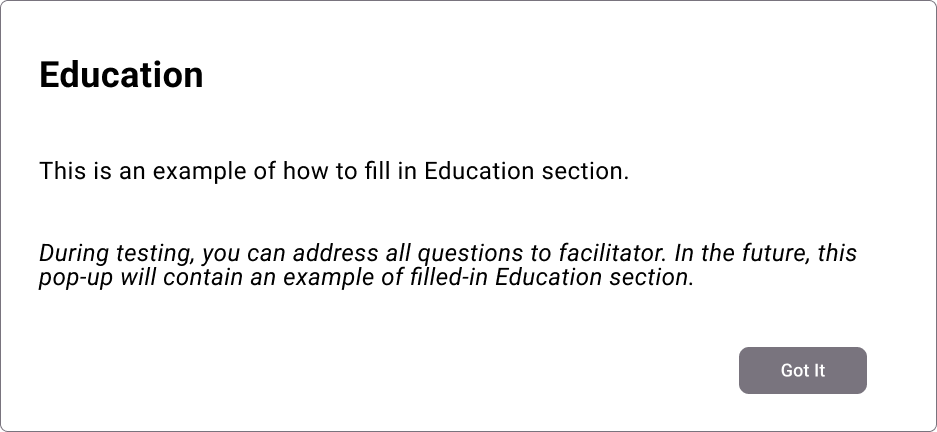 Education
This is an example of how to fill in Education section.
During testing, you can address all questions to facilitator. In the future, this
pop-up will contain an example of filled-in Education section.
Got It